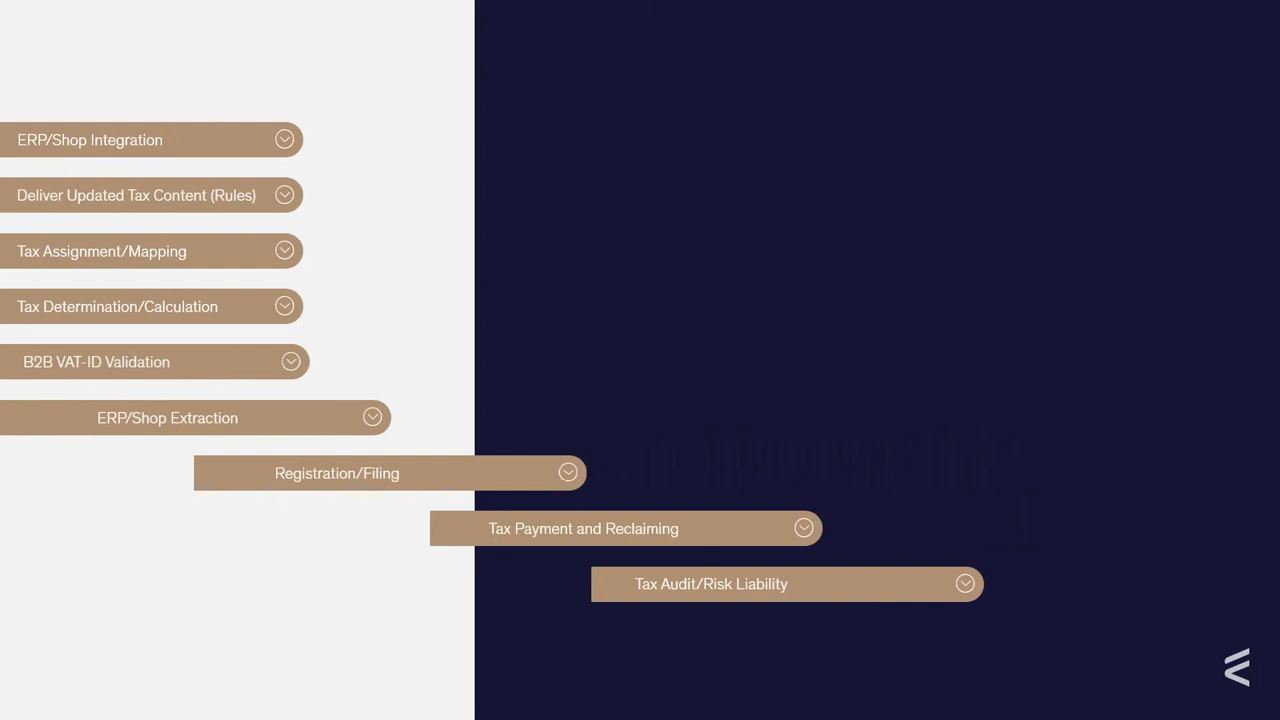 ERP/Shop Integration
Deliver Updated Tax Content (Rules)
Tax Assignment/Mapping
Tax Determination/Calculation
B2B VAT-ID Validation
ERP/Shop Extraction
Registration/Filing
Tax Payment and Reclaiming
Tax Audit/Risk Liability